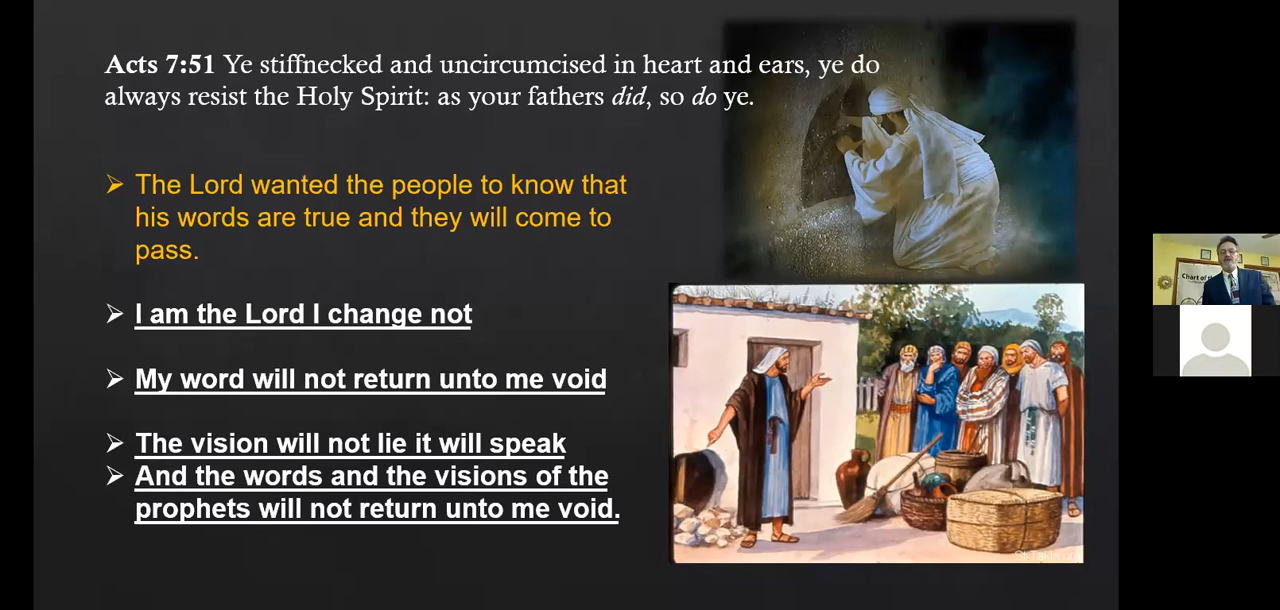 Acts 7:51 Ye stiffnecked and uncircumcised in heart and ears, ye do
always resist the Holy Spirit: as your fathers did, so do ye.
➢ The Lord wanted the people to know that
his words are true and they will come to
pass.
➢ I am the Lord I change not
➢ My word will not return unto me void
➢ The vision will not lie it will speak
➢ And the words and the visions of the
prophets will not return unto me void.
Chart of